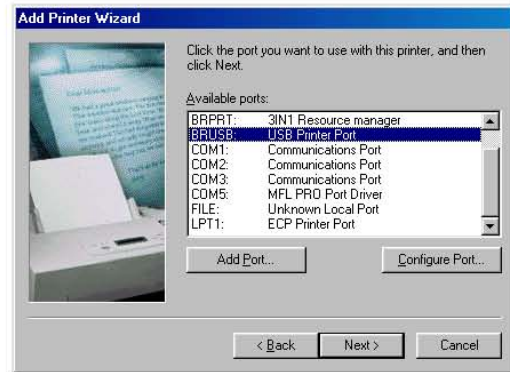 Add Printer Wizard
Click the port you want to use with this printer, and then
click Next.
Available ports:
BRPRT: 3IN1 Resource manager
BRUSB: USB Printer Port
COM1: Communications Port
COM2: Communications Port
COM3: Communications Port
COM5: MFL PRO Port Driver
FILE: Unknown Local Port
LPT1: ECP Printer Port
Add Port... Configure Port...
< Back Next > Cancel